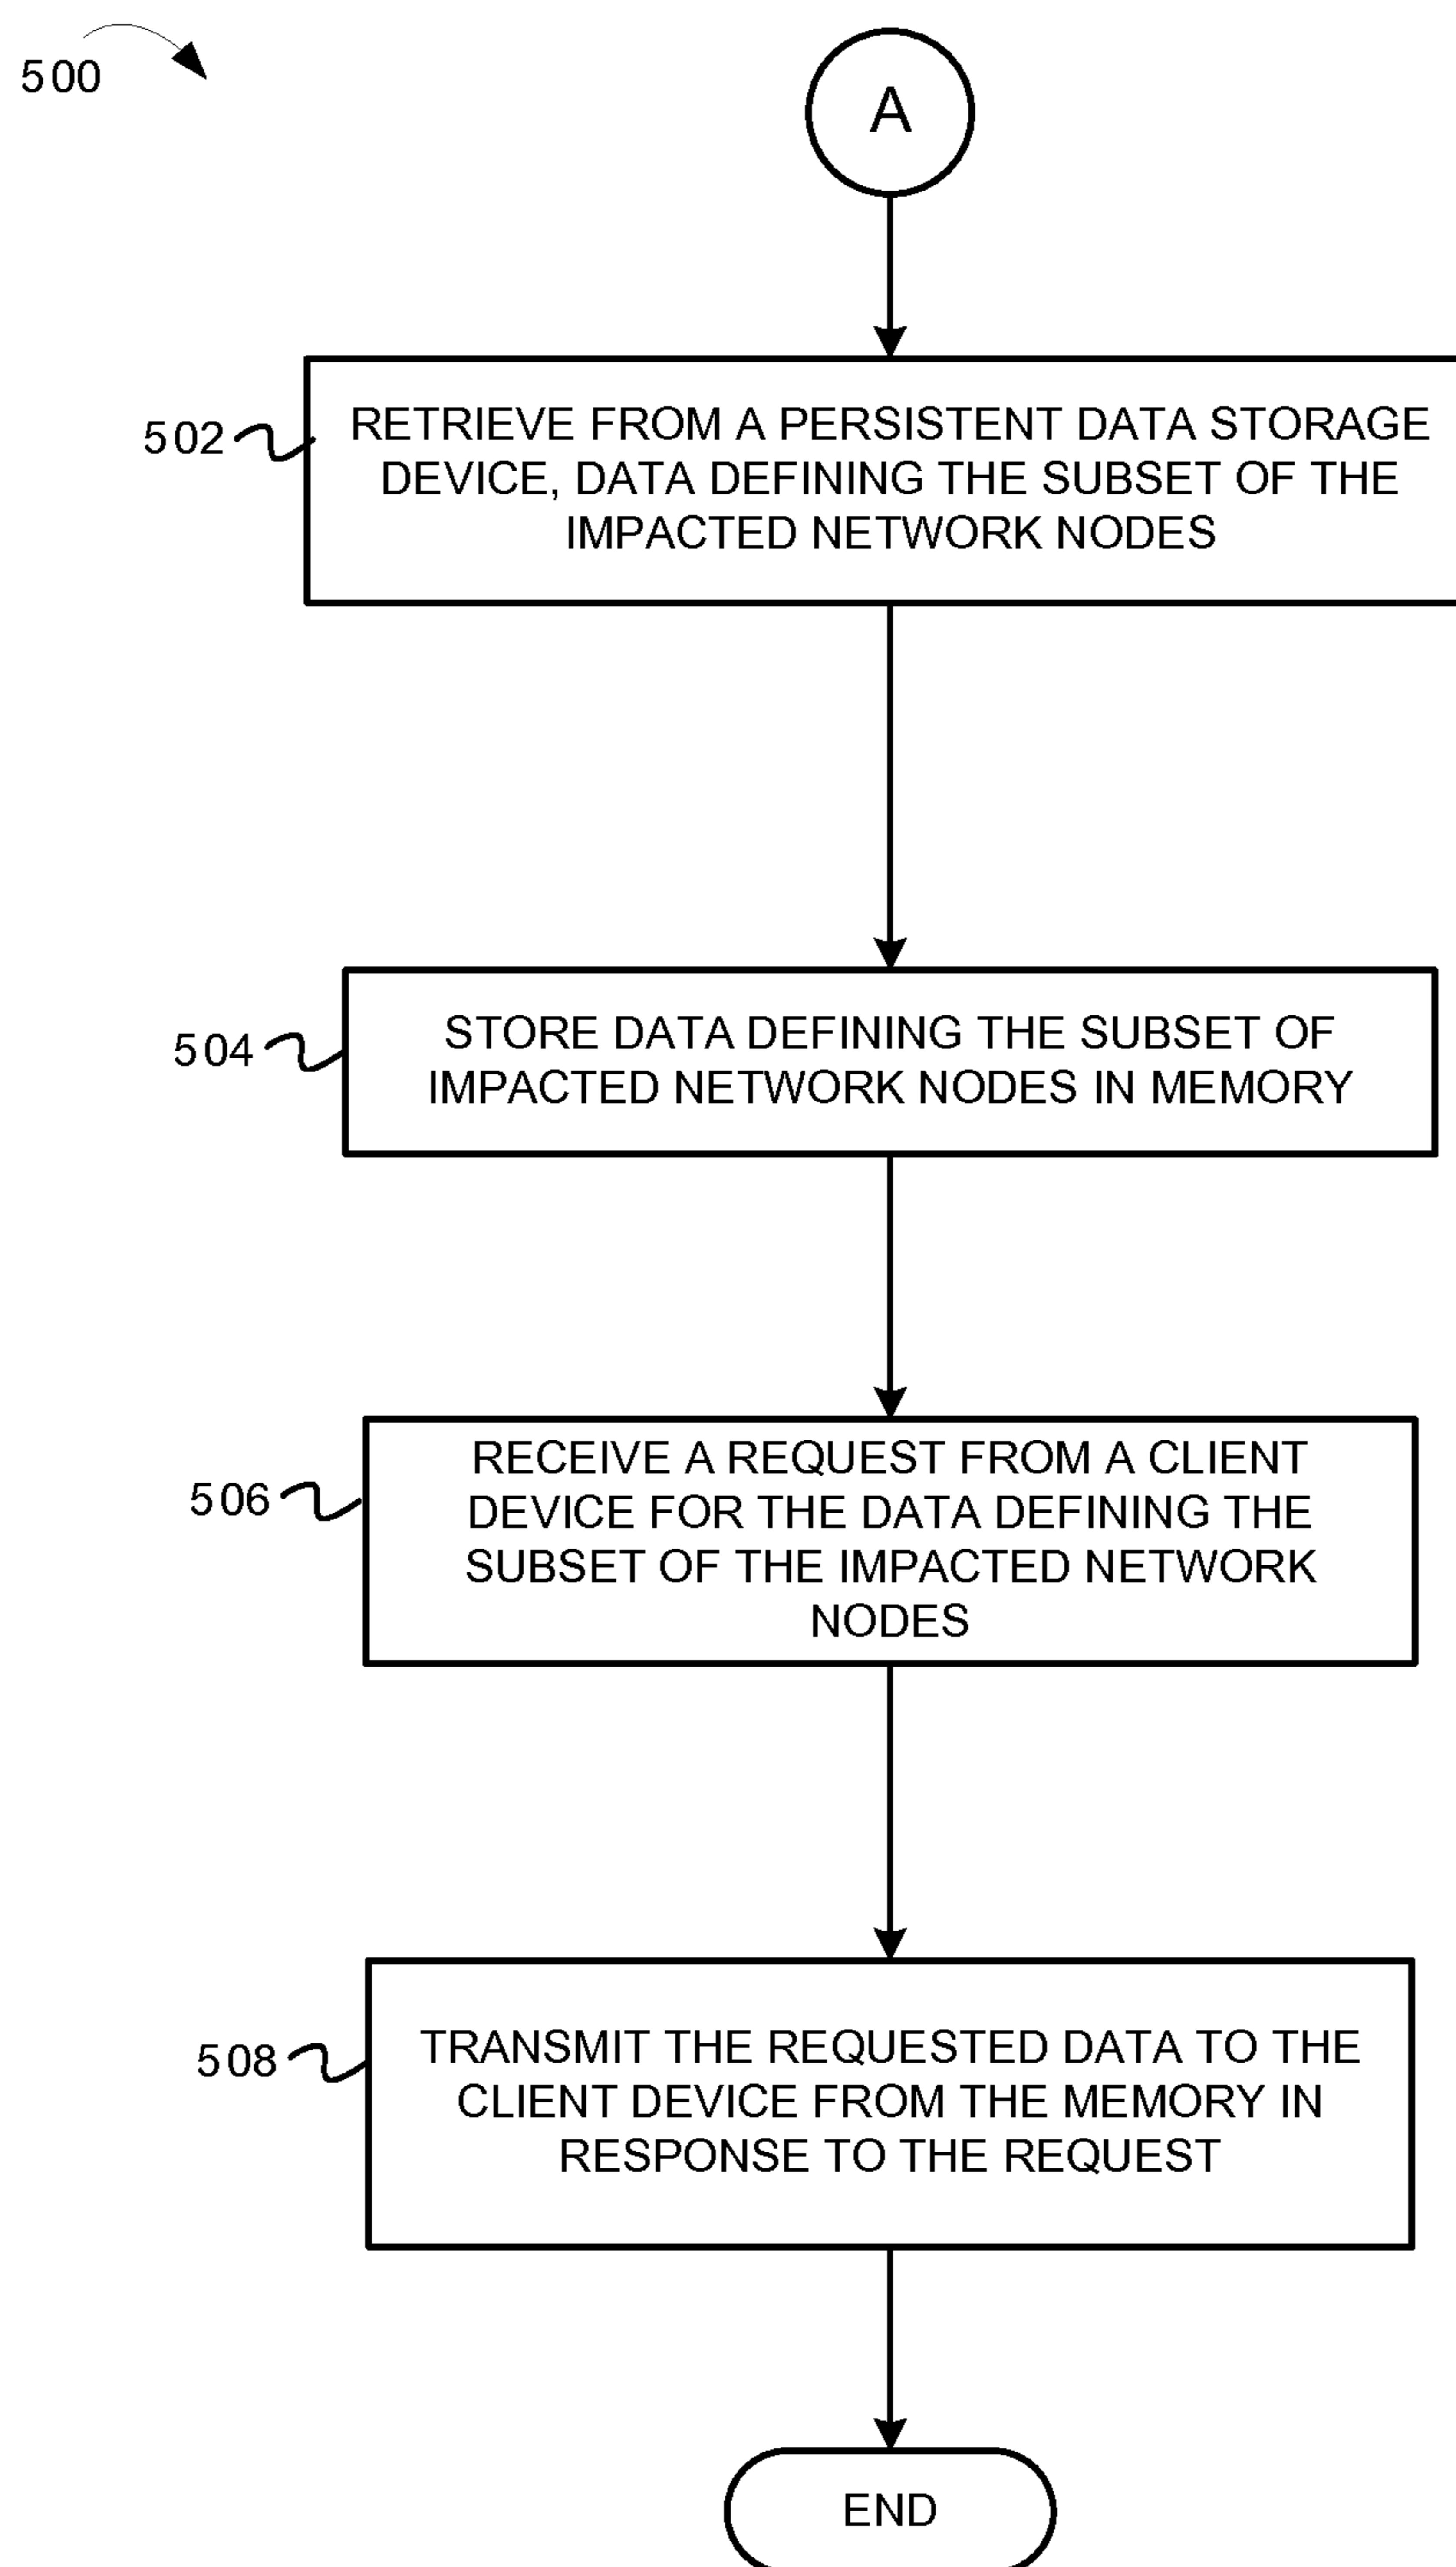 500
A
502
RETRIEVE FROM A PERSISTENT DATA STORAGE
DEVICE, DATA DEFINING THE SUBSET OF THE
IMPACTED NETWORK NODES
504
STORE DATA DEFINING THE SUBSET OF
IMPACTED NETWORK NODES IN MEMORY
506
RECEIVE A REQUEST FROM A CLIENT
DEVICE FOR THE DATA DEFINING THE
SUBSET OF THE IMPACTED NETWORK
NODES
508
TRANSMIT THE REQUESTED DATA TO THE
CLIENT DEVICE FROM THE MEMORY IN
RESPONSE TO THE REQUEST
END